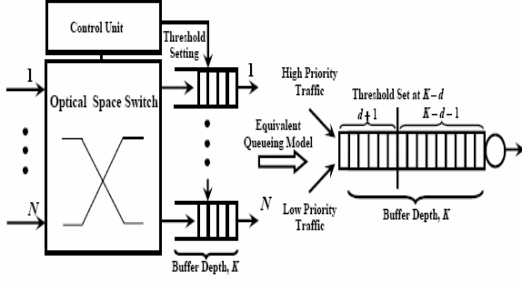 Control Unit
Threshold
Setting
1
Optical Space Switch
N
1
N
Buffer Depth, K
Equivalent
Queueing Model
High Priority
Traffic
Low Priority
Traffic
Threshold Set at K-d
d+1
K-d-1
Buffer Depth, K